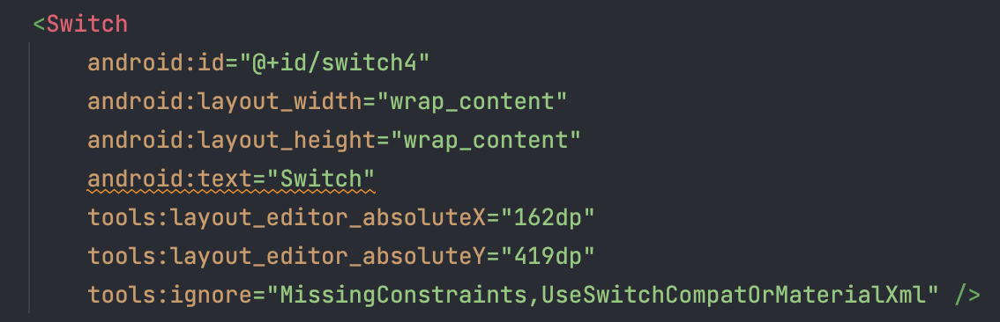 <Switch
android:id="@+id/switch4"
android:layout_width="wrap_content"
android:layout_height="wrap_content"
android:text="Switch"
tools:layout_editor_absoluteX="162dp"
tools:layout_editor_absoluteY="419dp"
tools:ignore="MissingConstraints,UseSwitchCompatOrMaterialXml" />